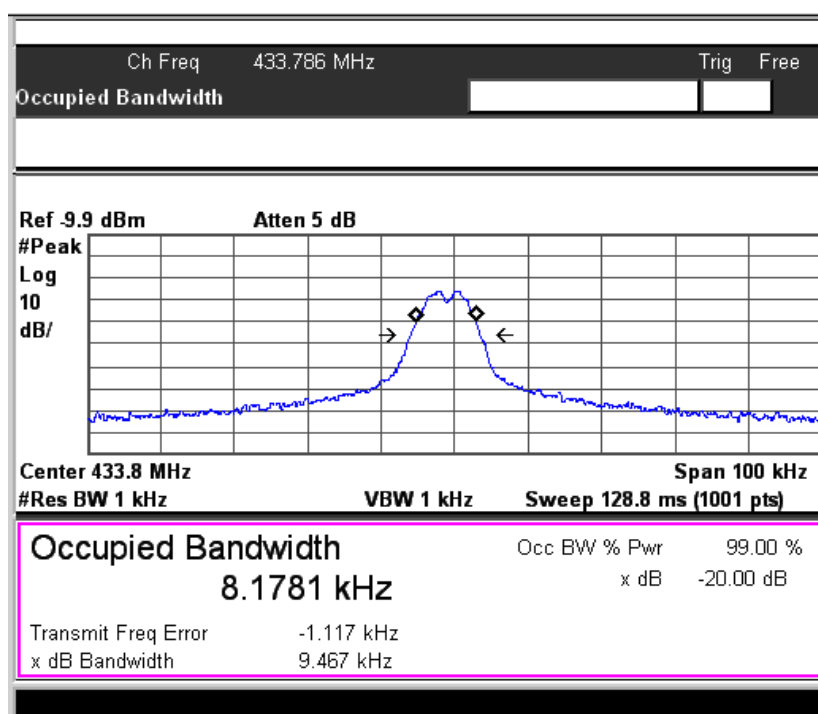 Ch Freq 433.786 MHz Trig Free
Occupied Bandwidth
Ref -9.9 dBm Atten 5 dB
#Peak
Log
10
dB/
Center 433.8 MHz Span 100 kHz
#Res BW 1 kHz VBW 1 kHz Sweep 128.8 ms (1001 pts)
Occupied Bandwidth Occ BW % Pwr 99.00 %
8.1781 kHz x dB -20.00 dB
Transmit Freq Error -1.117 kHz
x dB Bandwidth 9.467 kHz